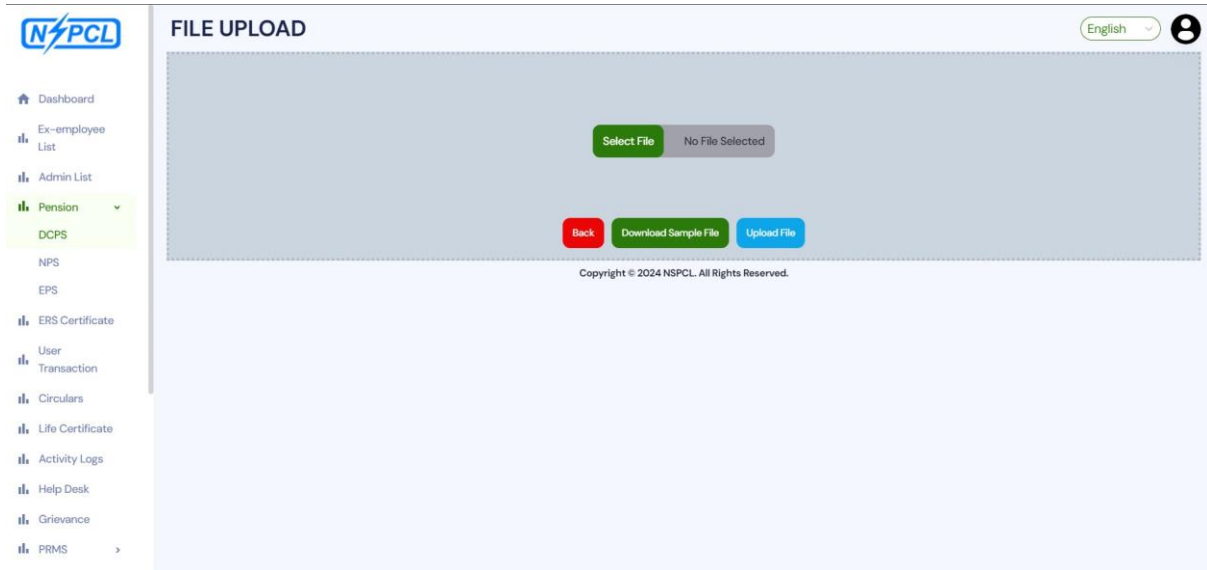 NSPCL
FILE UPLOAD
English
Dashboard
Ex-employee
List
Admin List
Pension
DCPS
NPS
EPS
ERS Certificate
User
Transaction
Circulars
Life Certificate
Activity Logs
Help Desk
Grievance
PRMS
Select File
No File Selected
Back
Download Sample File
Upload File
Copyright © 2024 NSPCL. All Rights Reserved.